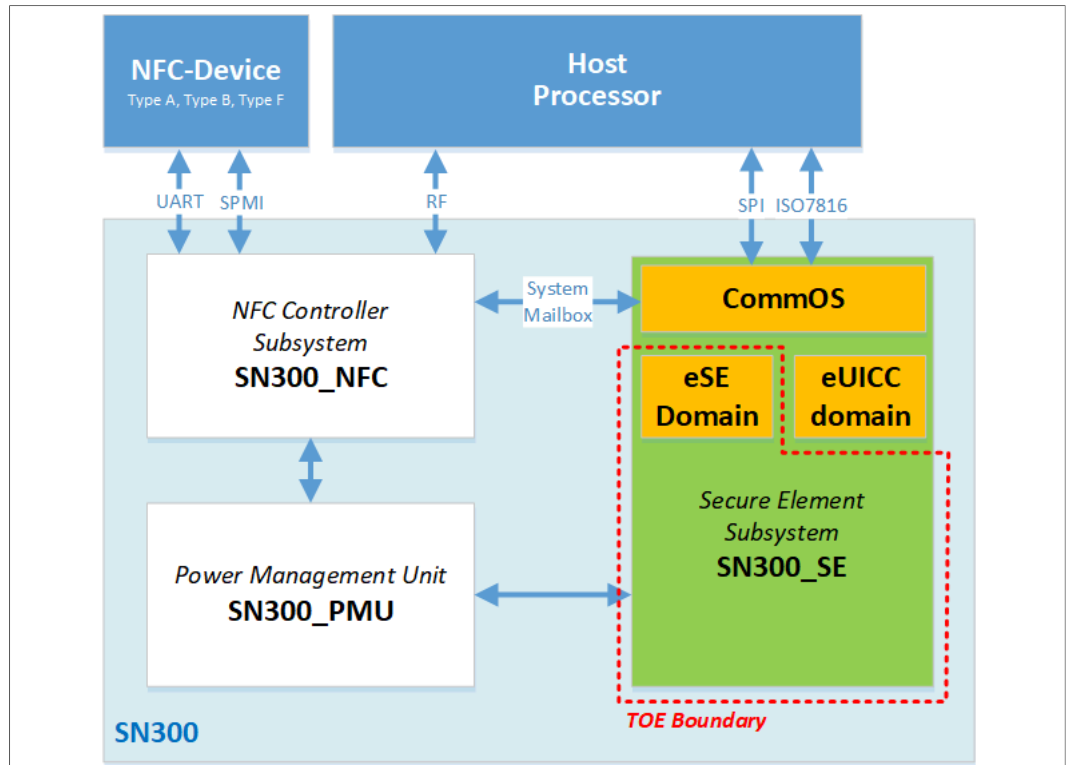 NFC-Device
Type A, Type B, Type F
Host
Processor
UART
SPMI
RF
SPI
ISO7816
NFC Controller
Subsystem
SN300_NFC
System
Mailbox
CommOS
eSE
Domain
eUICC
domain
Power Management Unit
SN300_PMU
Secure Element
Subsystem
SN300_SE
TOE Boundary
SN300